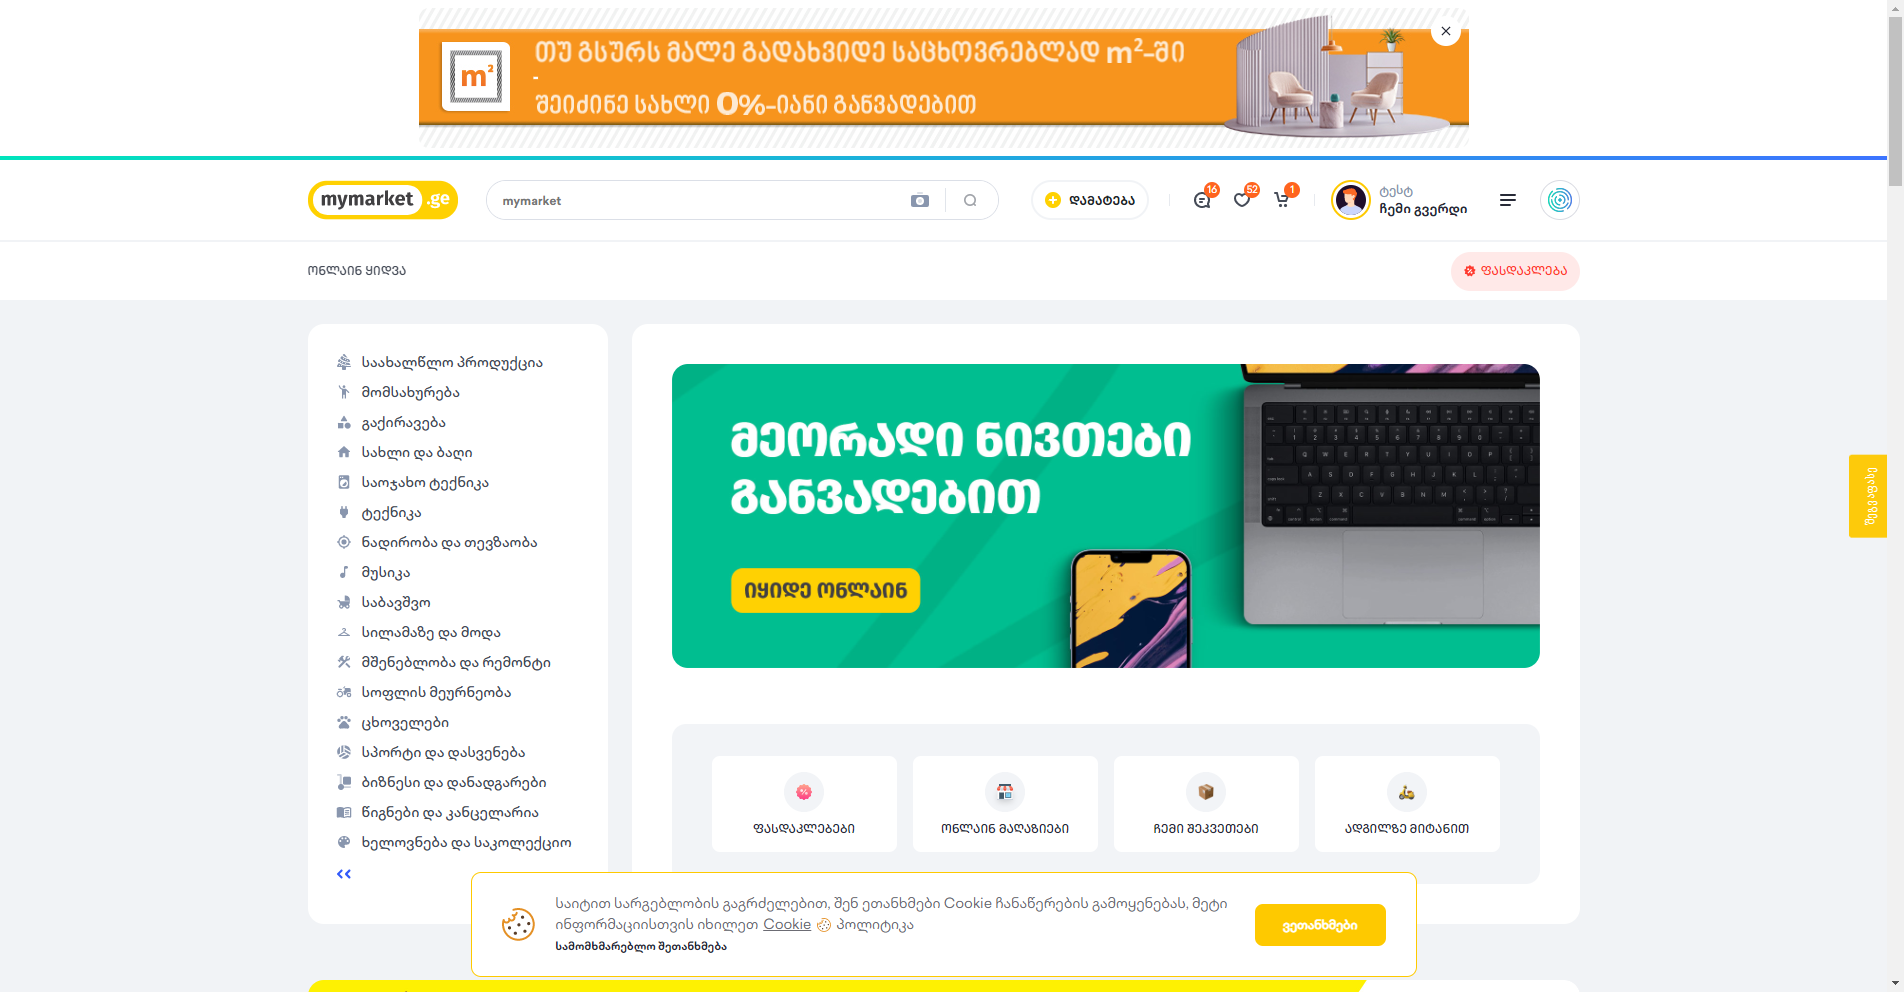 თუ გსურს მალე გადახვიდე საცხოვრებლად m²-ში
-
შეიძინე სახლი 0%-იანი განვადებით
m²
mymarket.ge
mymarket
დამატება
16
52
1
ტესტ
ჩემი გვერდი
ონლაინ ყიდვა
ფასდაკლება
საახალწლო პროდუქცია
მომსახურება
გაქირავება
სახლი და ბაღი
საოჯახო ტექნიკა
ტექნიკა
ნადირობა და თევზაობა
მუსიკა
საბავშვო
სილამაზე და მოდა
მშენებლობა და რემონტი
სოფლის მეურნეობა
ცხოველები
სპორტი და დასვენება
ბიზნესი და დანადგარები
წიგნები და კანცელარია
ხელოვნება და საკოლექციო
მეორადი ნივთები
განვადებით
იყიდე ონლაინ
ფასდაკლებები
ონლაინ მაღაზიები
ჩემი შეკვეთები
ადგილზე მიტანით
საიტით სარგებლობის გაგრძელებით, შენ ეთანხმები Cookie ჩანაწერების გამოყენებას, მეტი
ინფორმაციისთვის იხილეთ Cookie პოლიტიკა
სამომხმარებლო შეთანხმება
ვეთანხმები
შეაფასე